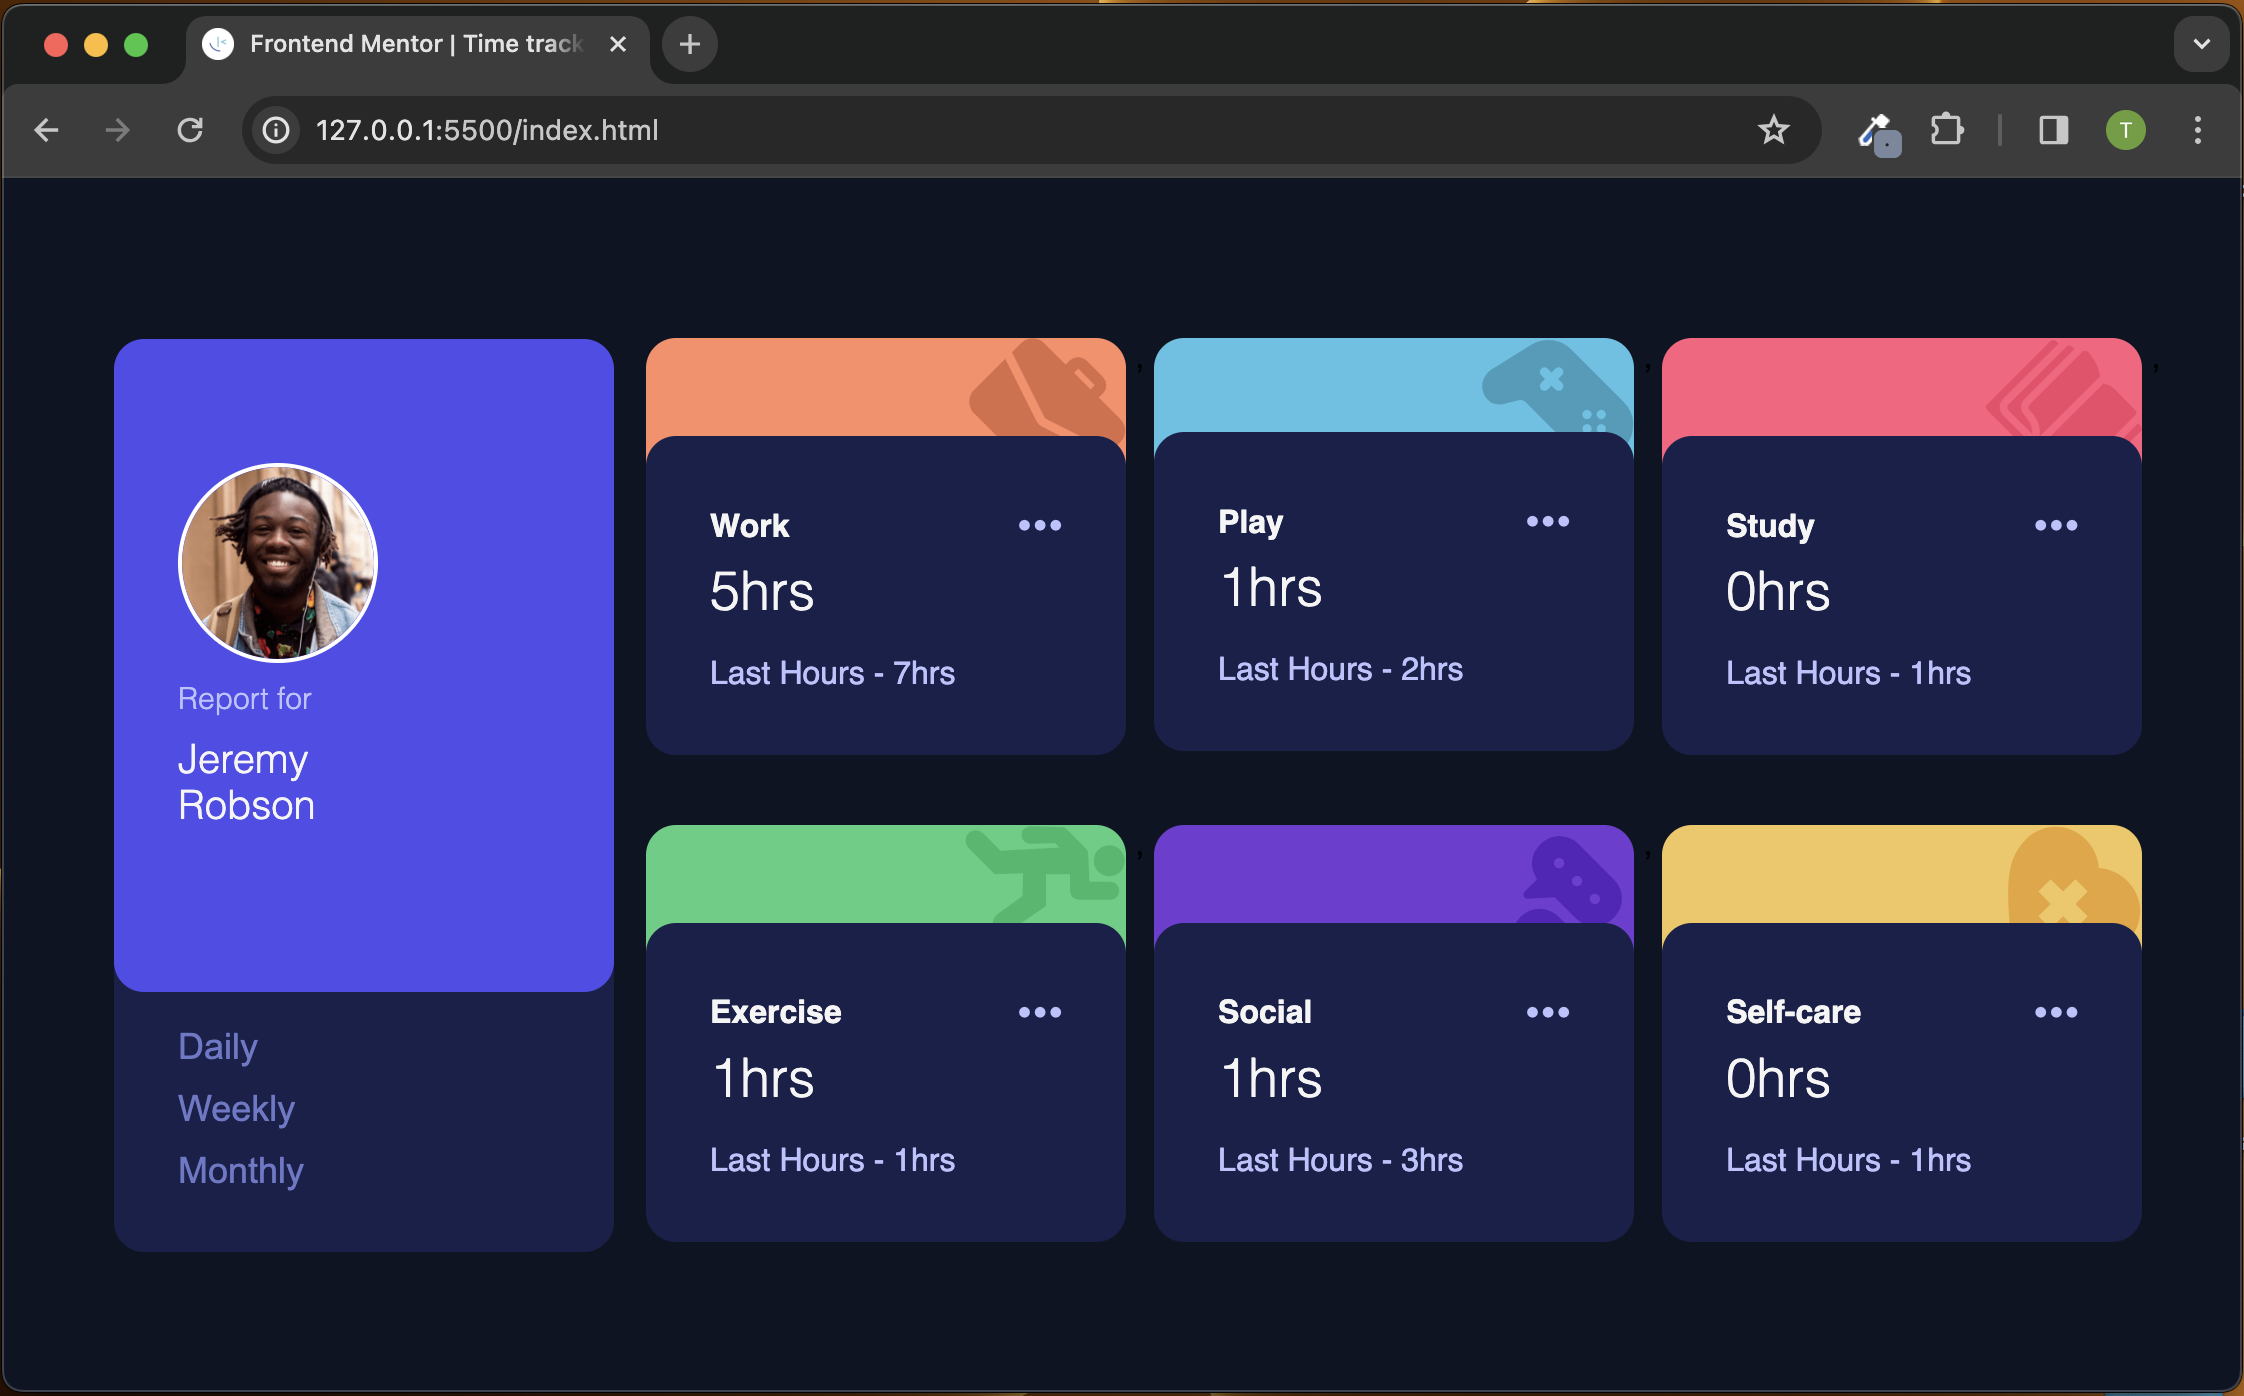 Frontend Mentor | Time track
127.0.0.1:5500/index.html
T
Report for
Jeremy
Robson
Daily
Weekly
Monthly
Work
5hrs
Last Hours - 7hrs
,
Play
1hrs
Last Hours - 2hrs
,
Study
0hrs
Last Hours - 1hrs
,
Exercise
1hrs
Last Hours - 1hrs
,
Social
1hrs
Last Hours - 3hrs
,
Self-care
0hrs
Last Hours - 1hrs